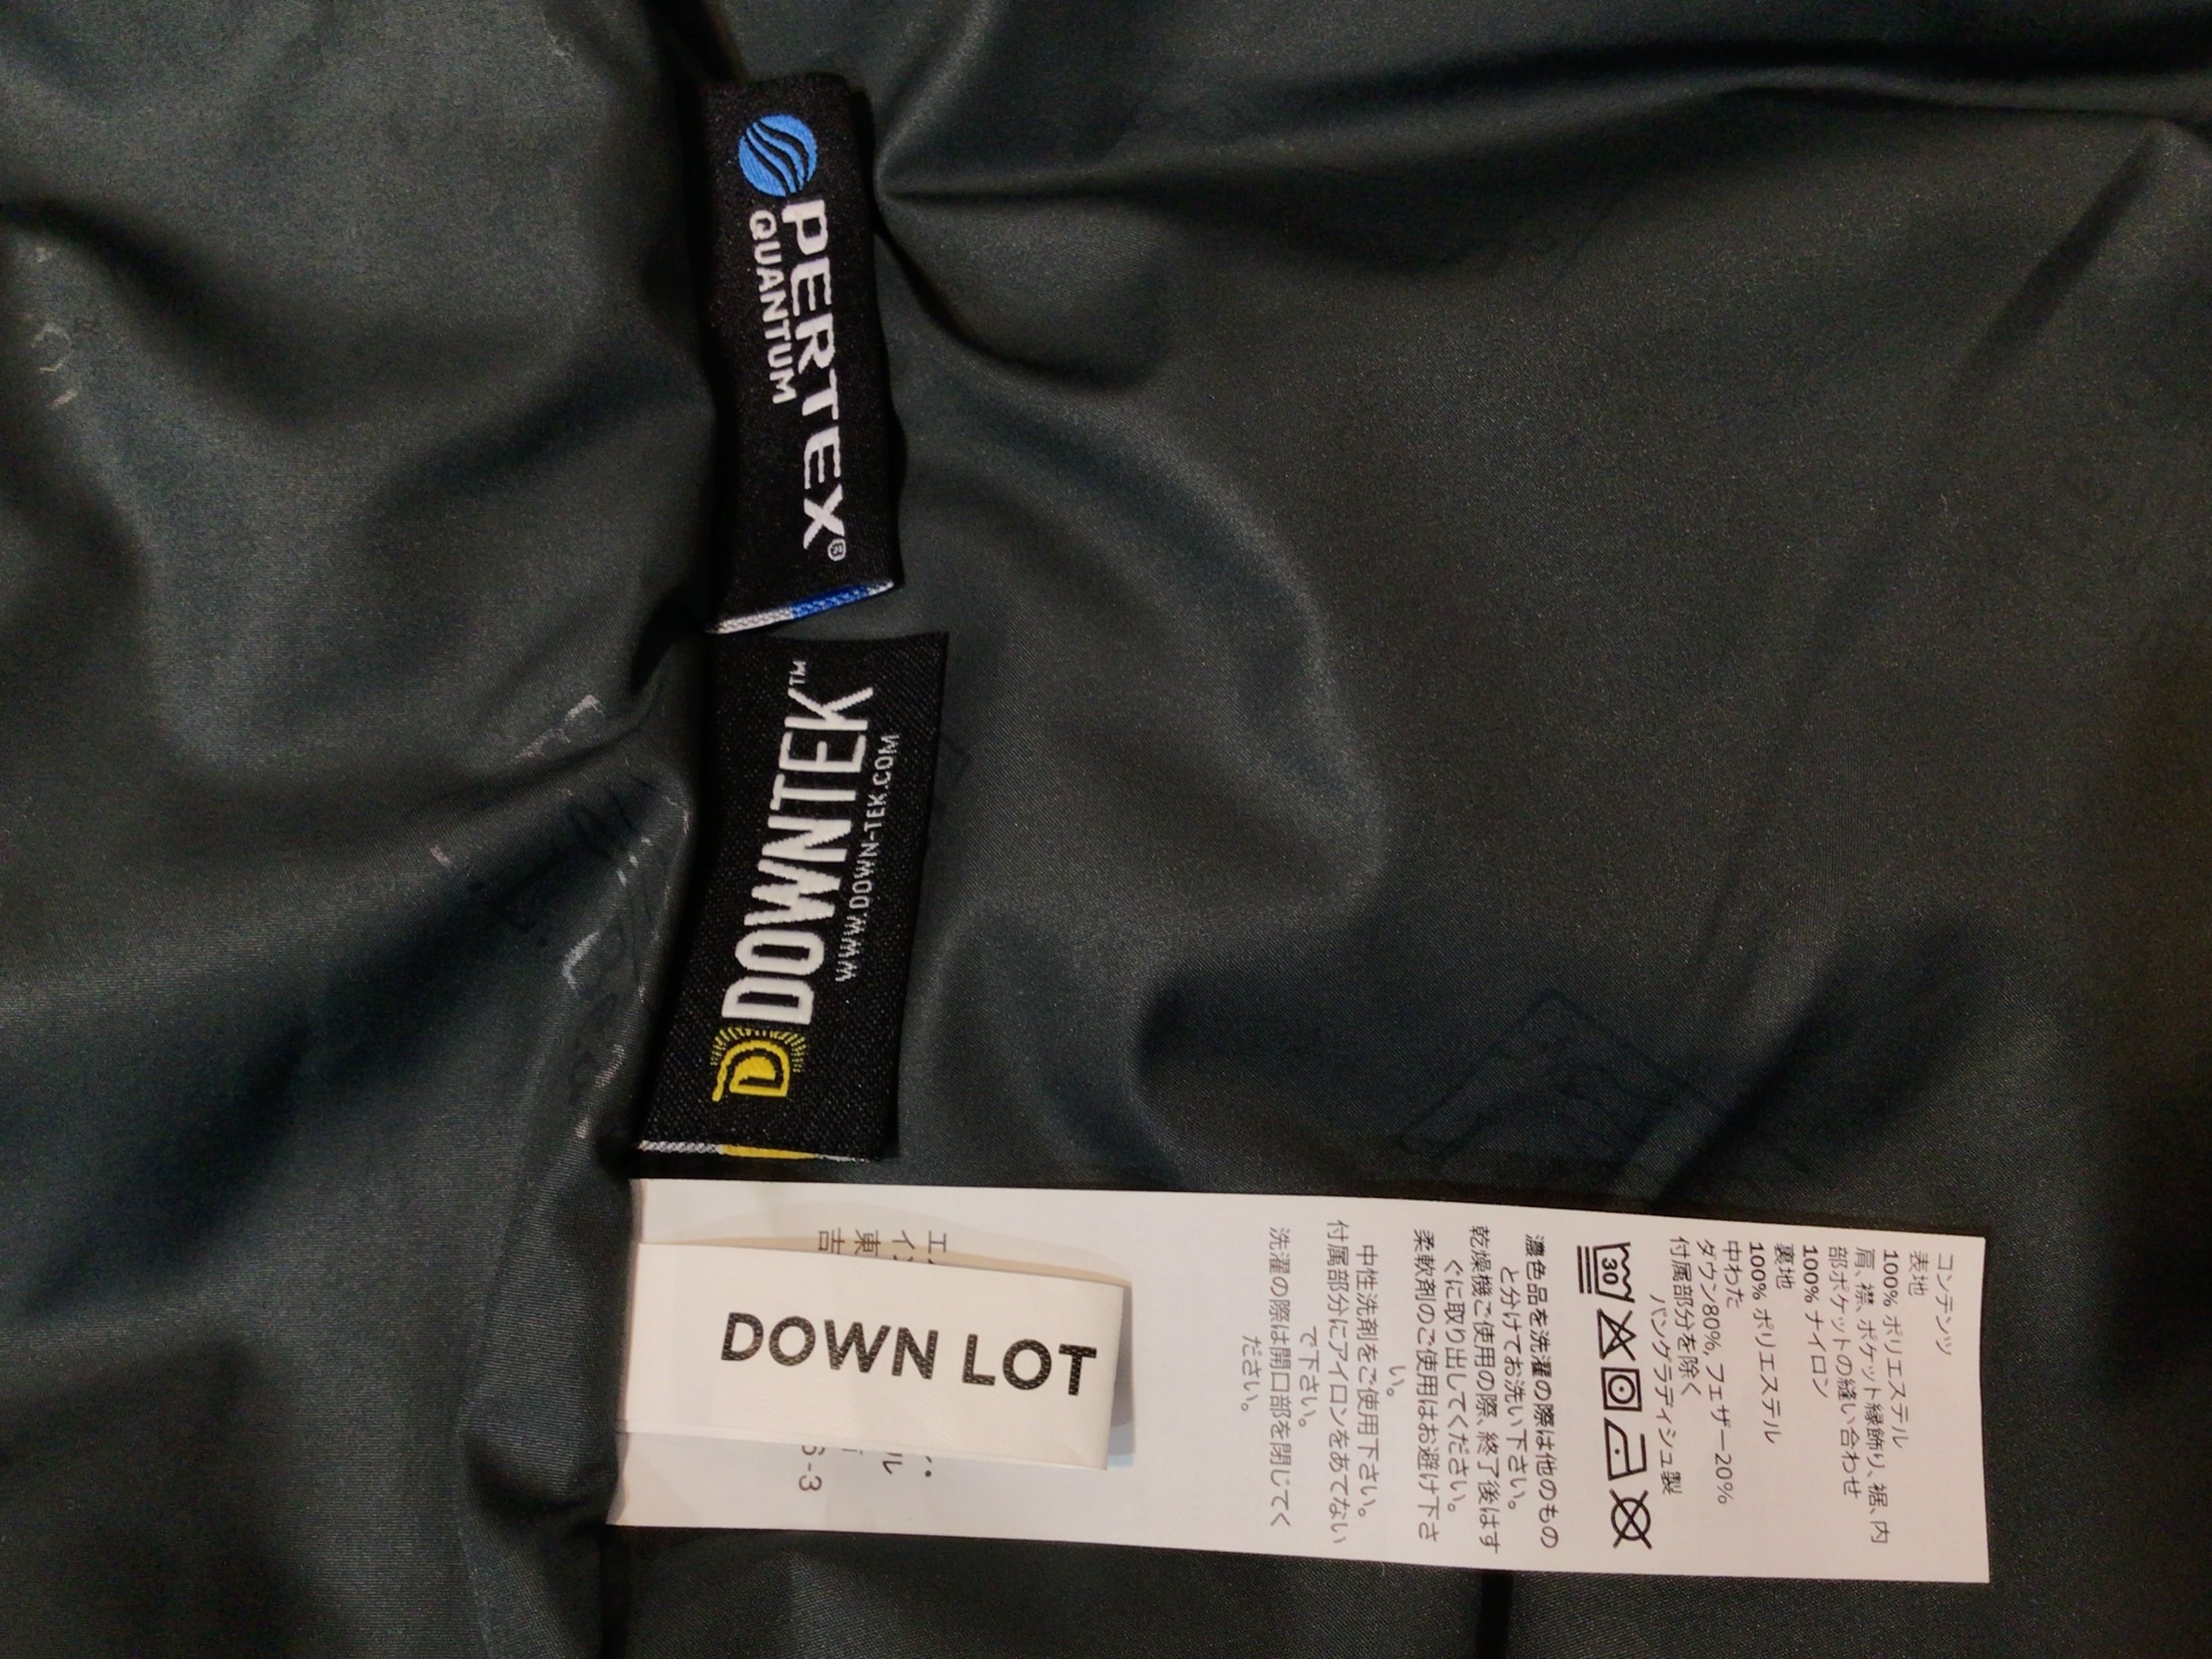 PERTEX®
QUANTUM
DOWNTEK™
WWW.DOWN-TEK.COM
DOWN LOT
コンテンツ
表地
100% ポリエステル
肩、襟、ポケット縁飾り、裾、内
部ポケットの縫い合わせ
100% ナイロン
裏地
100% ポリエステル
中わた
ダウン80%, フェザー20%
付属部分を除く
バングラディシュ製
30
濃色品を洗濯の際は他のもの
と分けてお洗い下さい。
乾燥機ご使用の際、終了後はす
ぐに取り出してください。
柔軟剤のご使用はお避け下さ
い。
中性洗剤をご使用下さい。
付属部分にアイロンをあてない
で下さい。
洗濯の際は開口部を閉じてく
ださい。
東
吉
-3